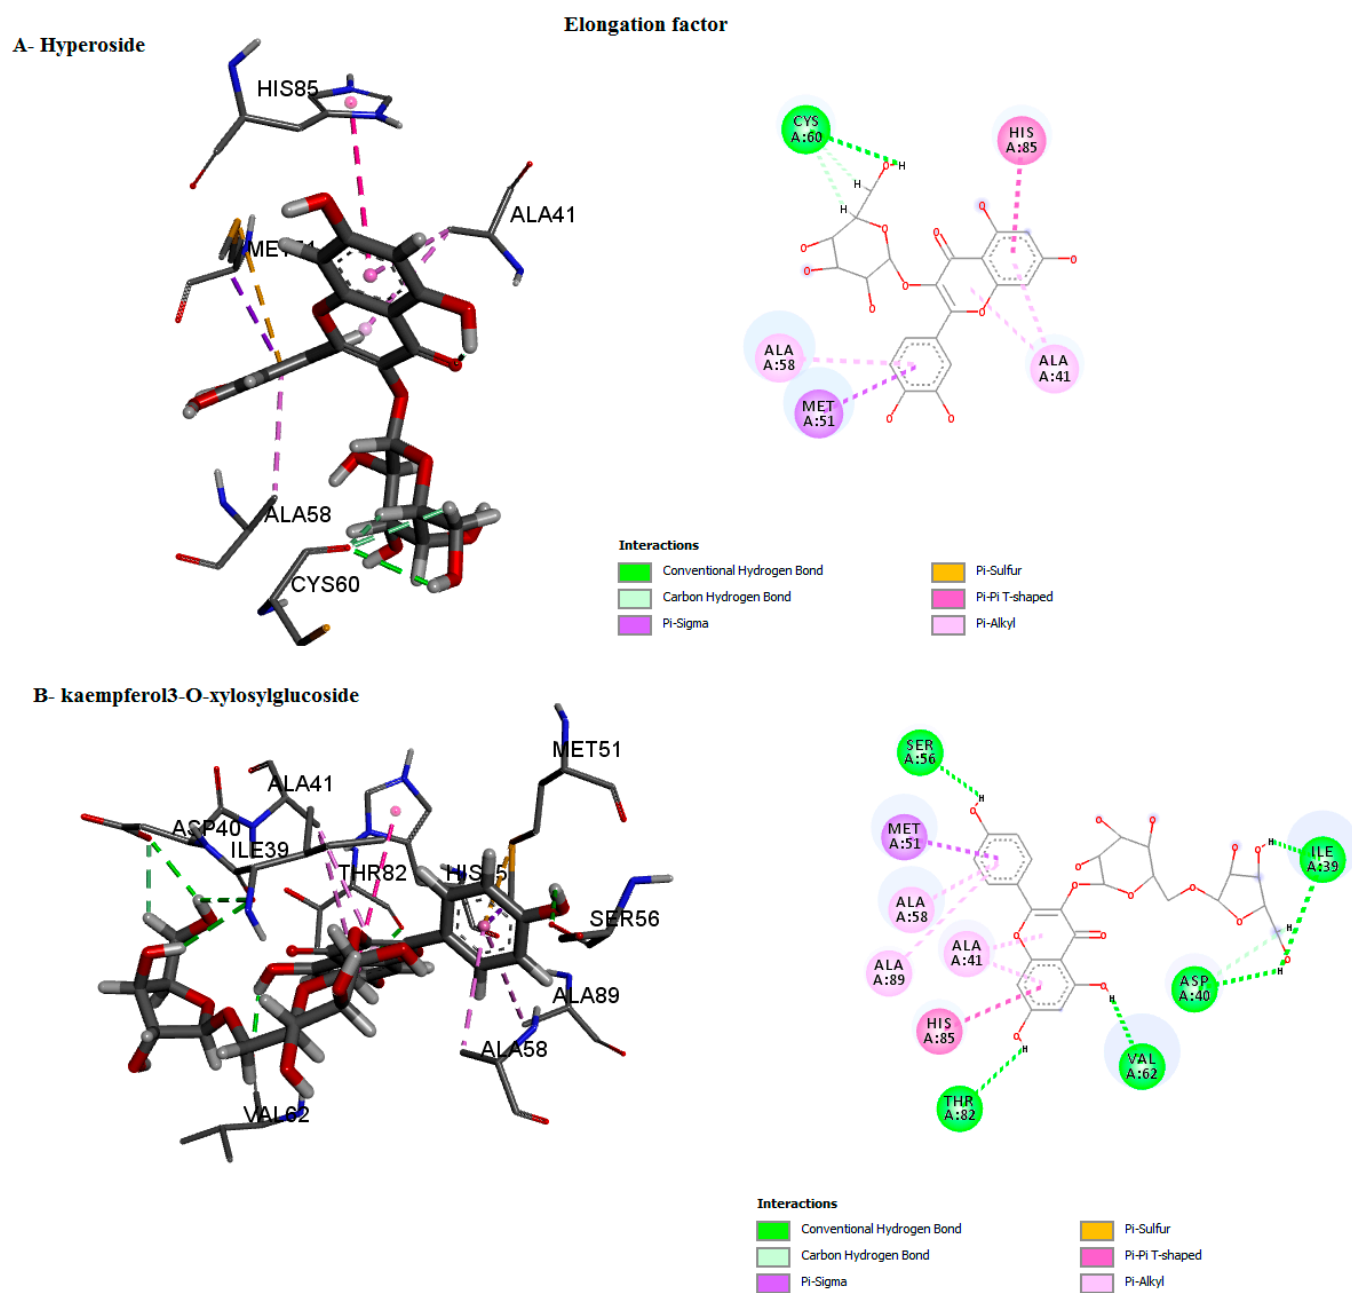 Elongation factor
A- Hyperoside
HIS85
ALA41
ALA58
CYS60
CYS
A:60
HIS
A:85
H
O
H
H
O
O
O
O
O
O
O
O
O
O
O
O
ALA
A:58
MET
A:51
ALA
A:41
Interactions
Conventional Hydrogen Bond
Carbon Hydrogen Bond
Pi-Sigma
Pi-Sulfur
Pi-Pi T-shaped
Pi-Alkyl
B- kaempferol3-O-xylosylglucoside
MET51
ALA41
ASP40
ILE39
THR82
SER56
ALA89
ALA58
VAL62
SER
A:56
MET
A:51
ALA
A:58
ALA
A:89
ALA
A:41
HIS
A:85
THR
A:82
VAL
A:62
ASP
A:40
ILE
A:39
Interactions
Conventional Hydrogen Bond
Carbon Hydrogen Bond
Pi-Sigma
Pi-Sulfur
Pi-Pi T-shaped
Pi-Alkyl